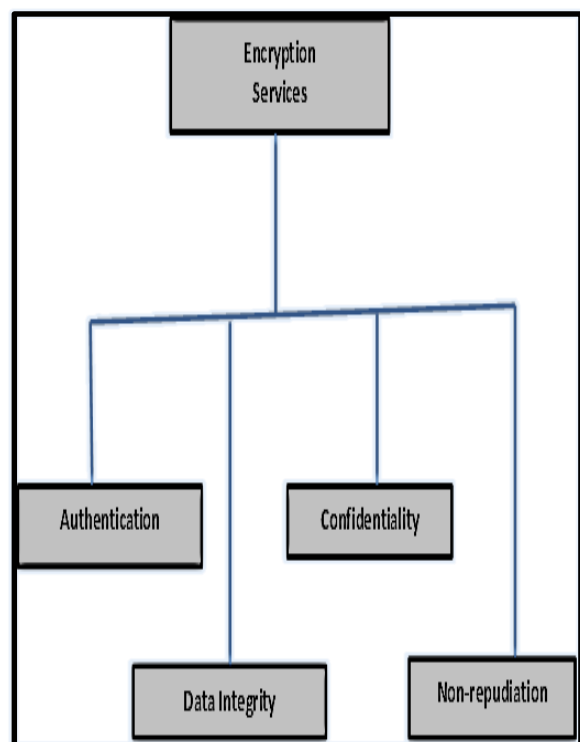 Encryption
Services
Authentication
Confidentiality
Data Integrity
Non-repudiation